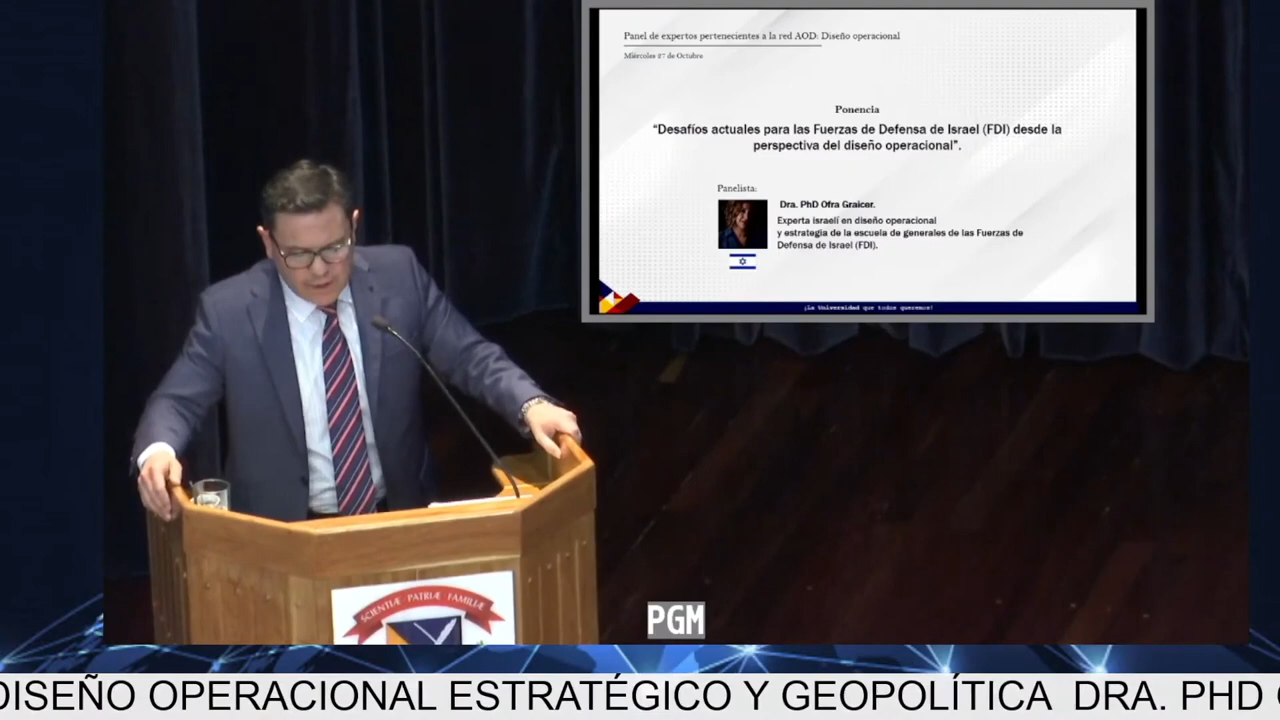 Panel de expertos pertenecientes a la red AOD: Diseño operacional
Miércoles 27 de Octubre
Ponencia
“Desafíos actuales para las Fuerzas de Defensa de Israel (FDI) desde la
perspectiva del diseño operacional”.
Panelista:
Dra. PhD Ofra Graicer.
Experta israelí en diseño operacional
y estrategia de la escuela de generales de las Fuerzas de
Defensa de Israel (FDI).
¡La Universidad que todos queremos!
SCIENTIÆ PATRIÆ FAMILIÆ
PGM
DISEÑO OPERACIONAL ESTRATÉGICO Y GEOPOLÍTICA DRA. PHD